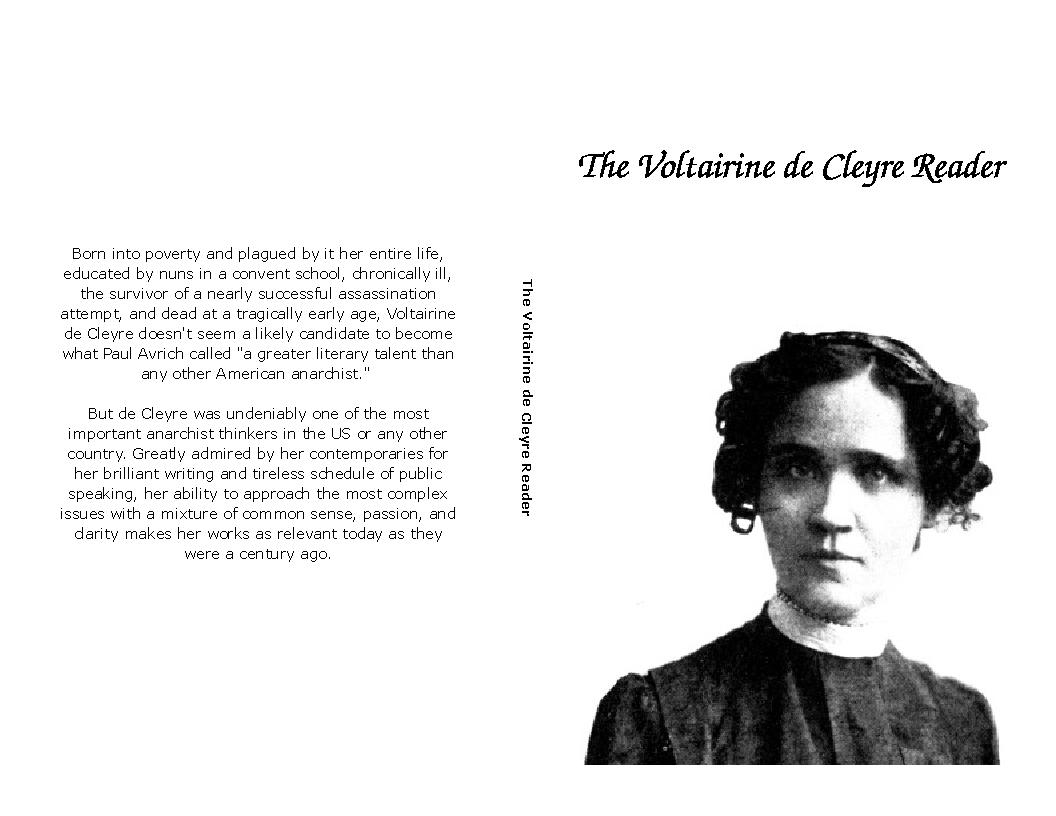 The Voltairine de Cleyre Reader
Born into poverty and plagued by it her entire life,
educated by nuns in a convent school, chronically ill,
the survivor of a nearly successful assassination
attempt, and dead at a tragically early age, Voltairine
de Cleyre doesn't seem a likely candidate to become
what Paul Avrich called "a greater literary talent than
any other American anarchist."
But de Cleyre was undeniably one of the most
important anarchist thinkers in the US or any other
country. Greatly admired by her contemporaries for
her brilliant writing and tireless schedule of public
speaking, her ability to approach the most complex
issues with a mixture of common sense, passion, and
clarity makes her works as relevant today as they
were a century ago.
The Voltairine de Cleyre Reader